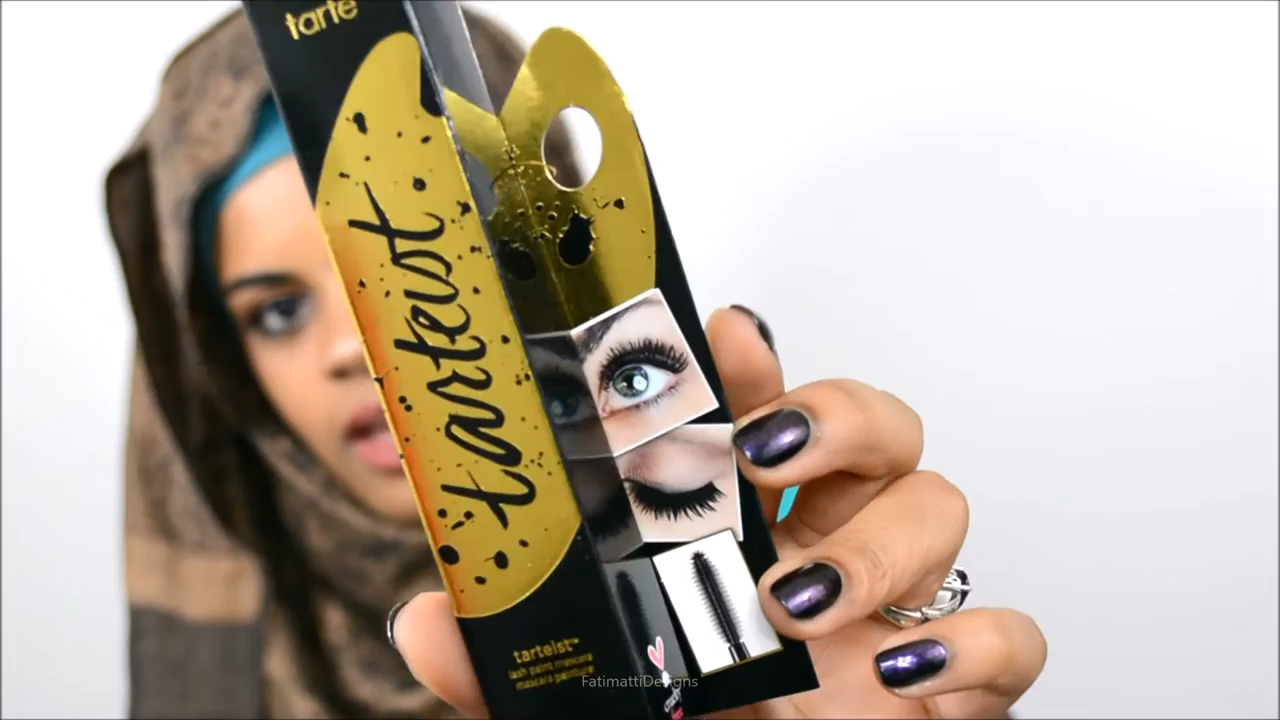 tarte
tarteist
tarteist™
lash paint mascara
mascara peinture
FatimattiDesigns